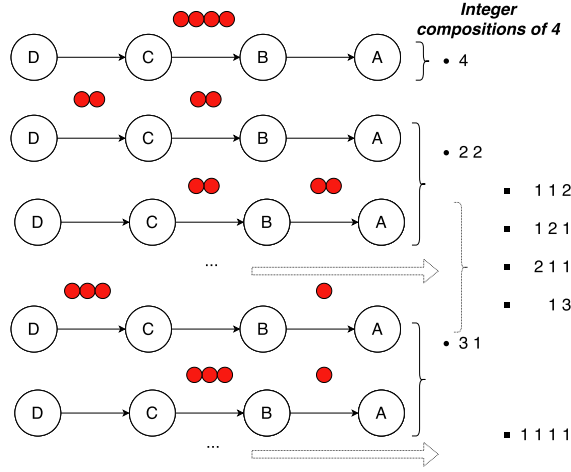 Integer
compositions of 4
D C B A
• 4
D C B A
• 2 2
▪ 1 1 2
D C B A
▪ 1 2 1
...
▪ 2 1 1
▪ 1 3
D C B A
• 3 1
D C B A
▪ 1 1 1 1
...